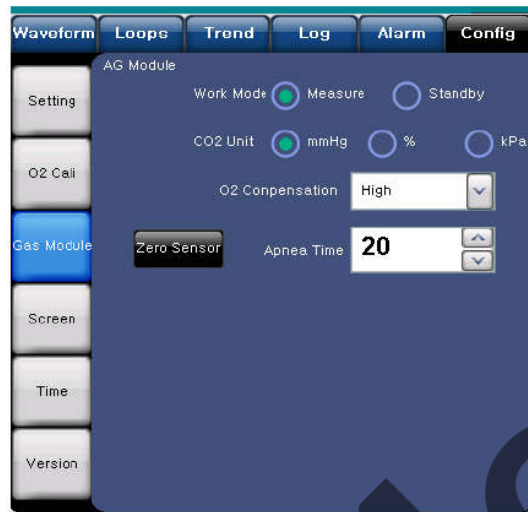 Waveform Loops Trend Log Alarm Config
AG Module
Setting
Work Mode Measure Standby
CO2 Unit mmHg % kPa
O2 Cali
O2 Conpensation High
Gas Module
Zero Sensor Apnea Time 20
Screen
Time
Version